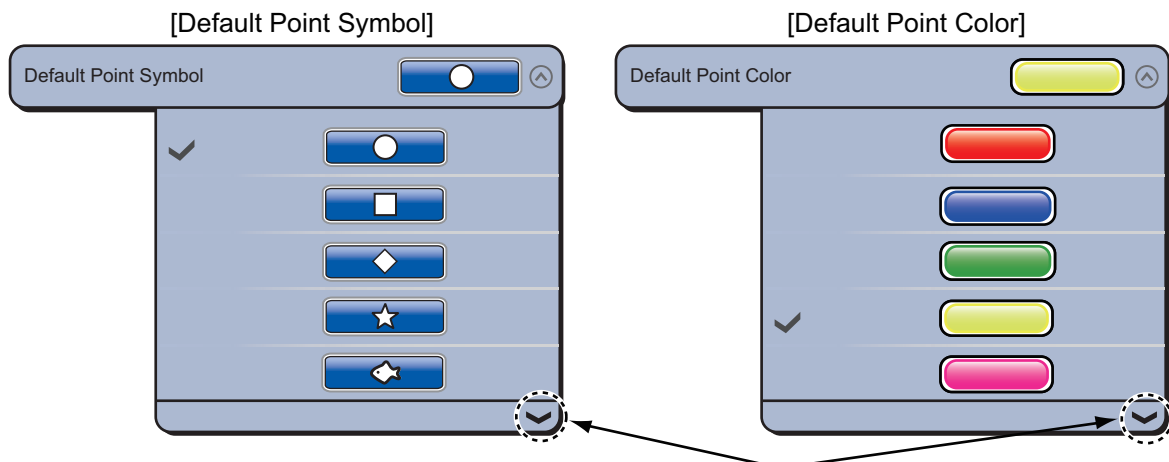 [Default Point Symbol]
[Default Point Color]
Default Point Symbol
Default Point Color